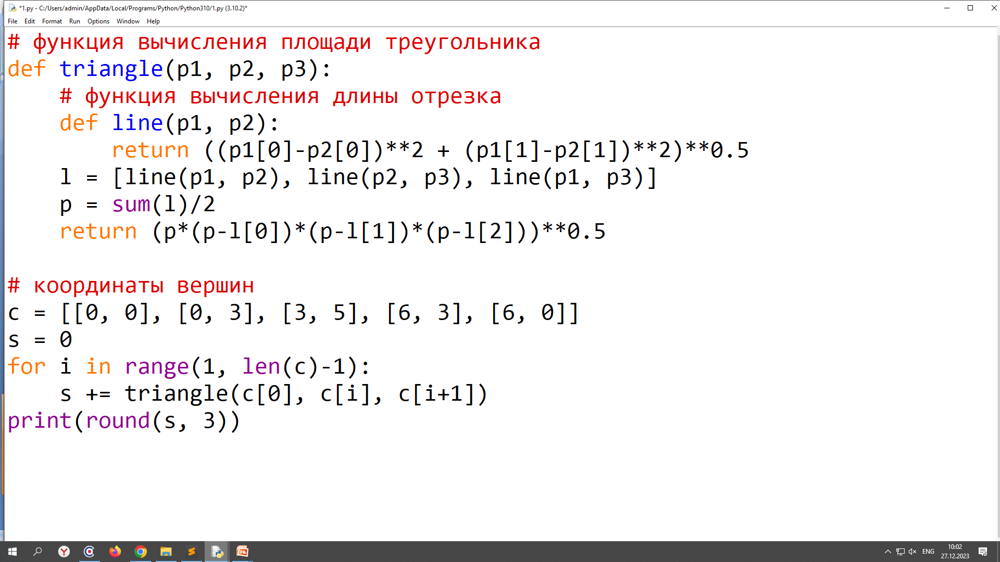 *1.py - C:/Users/admin/AppData/Local/Programs/Python/Python310/1.py (3.10.2)*
File Edit Format Run Options Window Help
# функция вычисления площади треугольника
def triangle(p1, p2, p3):
    # функция вычисления длины отрезка
    def line(p1, p2):
        return ((p1[0]-p2[0])**2 + (p1[1]-p2[1])**2)**0.5
    l = [line(p1, p2), line(p2, p3), line(p1, p3)]
    p = sum(l)/2
    return (p*(p-l[0])*(p-l[1])*(p-l[2]))**0.5
# координаты вершин
c = [[0, 0], [0, 3], [3, 5], [6, 3], [6, 0]]
s = 0
for i in range(1, len(c)-1):
    s += triangle(c[0], c[i], c[i+1])
print(round(s, 3))
ENG
10:02
27.12.2023